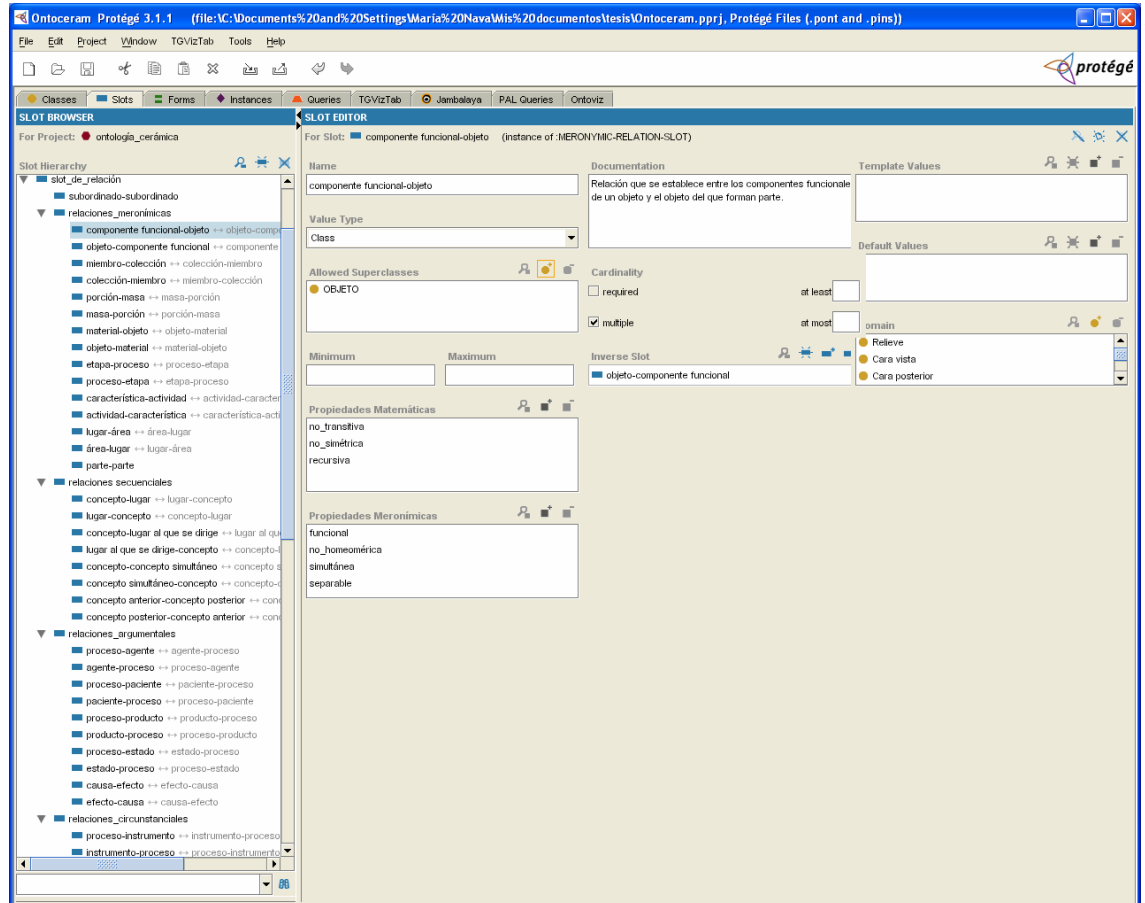 Ontoceram Protégé 3.1.1 (file:\C:\Documents%20and%20Settings\María%20Nava\Mis%20documentos\tesis\Ontoceram.pprj, Protégé Files (.pont and .pins))
File Edit Project Window TGVizTab Tools Help
protégé
Classes Slots Forms Instances Queries TGVizTab Jambalaya PAL Queries Ontoviz
SLOT BROWSER
For Project: ontología_cerámica
Slot Hierarchy
slot_de_relación
subordinado-subordinado
relaciones_meronímicas
componente funcional-objeto ↔ objeto-comp
objeto-componente funcional ↔ componente
miembro-colección ↔ colección-miembro
colección-miembro ↔ miembro-colección
porción-masa ↔ masa-porción
masa-porción ↔ porción-masa
material-objeto ↔ objeto-material
objeto-material ↔ material-objeto
etapa-proceso ↔ proceso-etapa
proceso-etapa ↔ etapa-proceso
característica-actividad ↔ actividad-caracter
actividad-característica ↔ característica-acti
lugar-área ↔ área-lugar
área-lugar ↔ lugar-área
parte-parte
relaciones secuenciales
concepto-lugar ↔ lugar-concepto
lugar-concepto ↔ concepto-lugar
concepto-lugar al que se dirige ↔ lugar al qu
lugar al que se dirige-concepto ↔ concepto-l
concepto-concepto simultáneo ↔ concepto s
concepto simultáneo-concepto ↔ concepto-c
concepto anterior-concepto posterior ↔ conc
concepto posterior-concepto anterior ↔ conc
relaciones_argumentales
proceso-agente ↔ agente-proceso
agente-proceso ↔ proceso-agente
proceso-paciente ↔ paciente-proceso
paciente-proceso ↔ proceso-paciente
proceso-producto ↔ producto-proceso
producto-proceso ↔ proceso-producto
proceso-estado ↔ estado-proceso
estado-proceso ↔ proceso-estado
causa-efecto ↔ efecto-causa
efecto-causa ↔ causa-efecto
relaciones_circunstanciales
proceso-instrumento ↔ instrumento-proceso
instrumento-proceso ↔ proceso-instrumento
SLOT EDITOR
For Slot: componente funcional-objeto (instance of :MERONYMIC-RELATION-SLOT)
Name
componente funcional-objeto
Value Type
Class
Allowed Superclasses
OBJETO
Minimum Maximum
Propiedades Matemáticas
no_transitiva
no_simétrica
recursiva
Propiedades Meronímicas
funcional
no_homeomérica
simultánea
separable
Documentation
Relación que se establece entre los componentes funcionale
de un objeto y el objeto del que forman parte.
Cardinality
required at least
multiple at most
Inverse Slot
objeto-componente funcional
Template Values
Default Values
omain
Relieve
Cara vista
Cara posterior